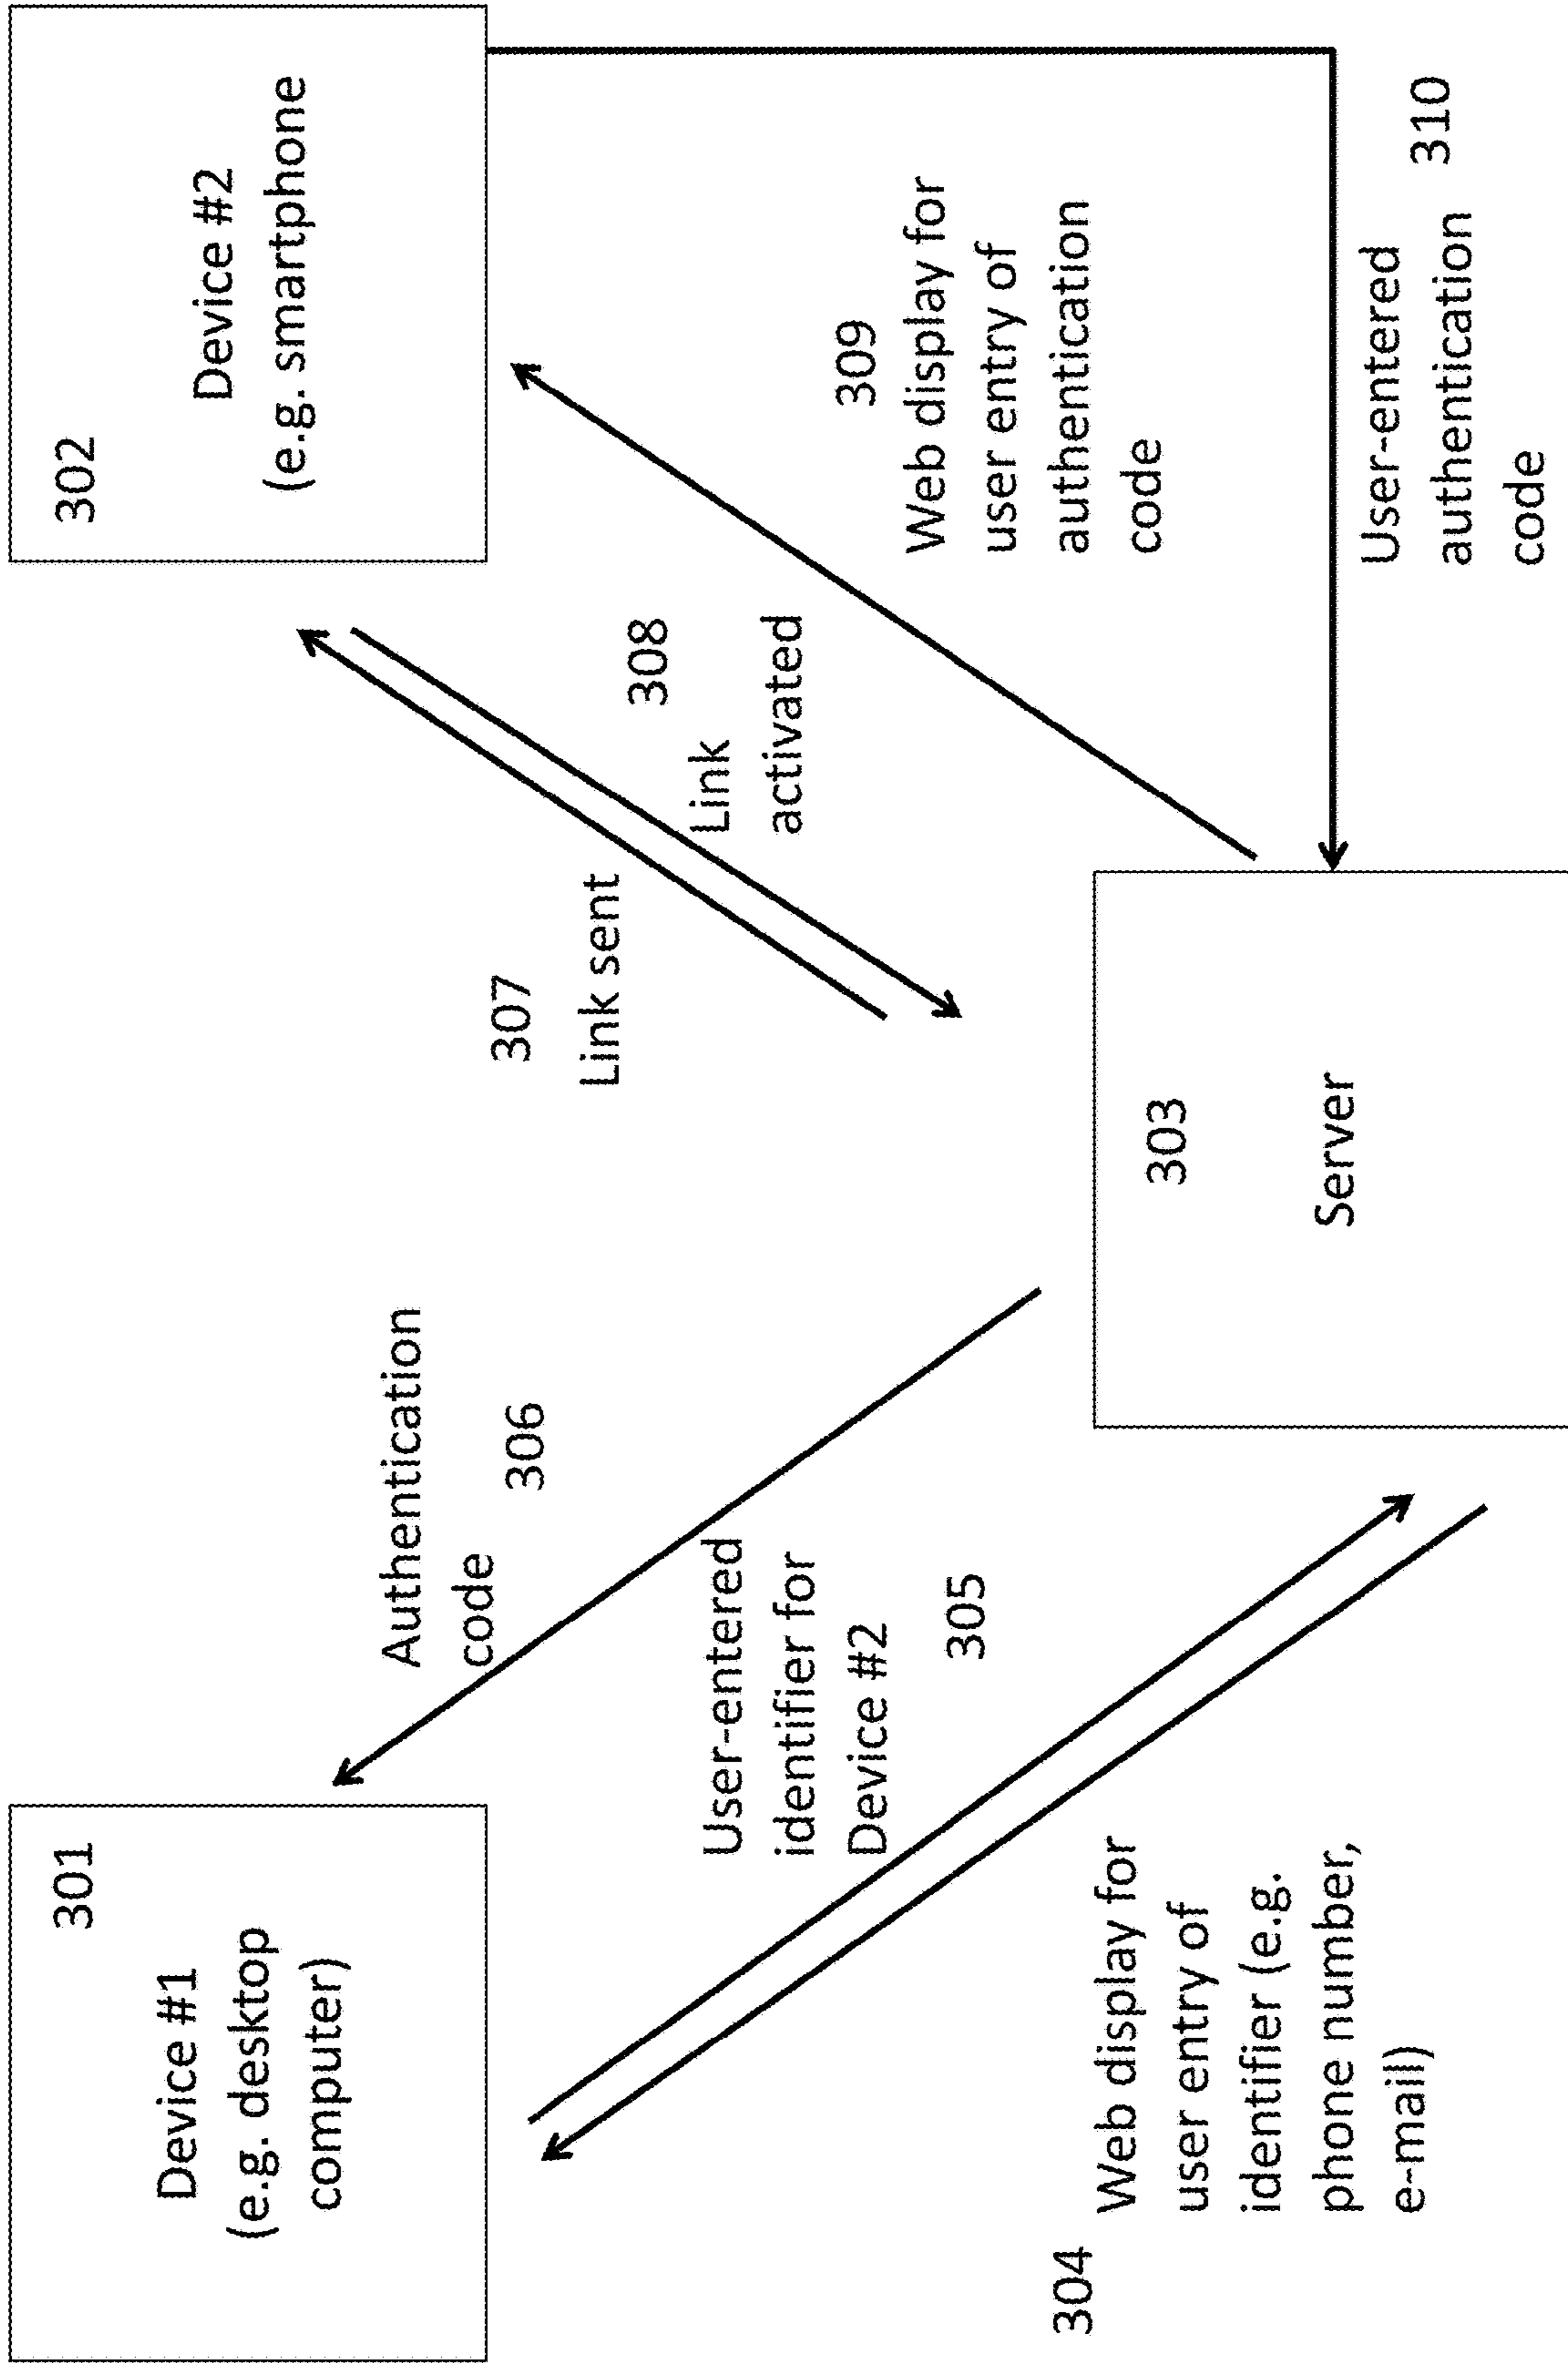 301
Device #1
(e.g. desktop
computer)
302
Device #2
(e.g. smartphone
303
Server
304
Web display for
user entry of
identifier (e.g.
phone number,
e-mail)
User-entered
identifier for
Device #2
305
Authentication
code
306
307
Link sent
308
Link
activated
309
Web display for
user entry of
authentication
code
310
User-entered
authentication
code